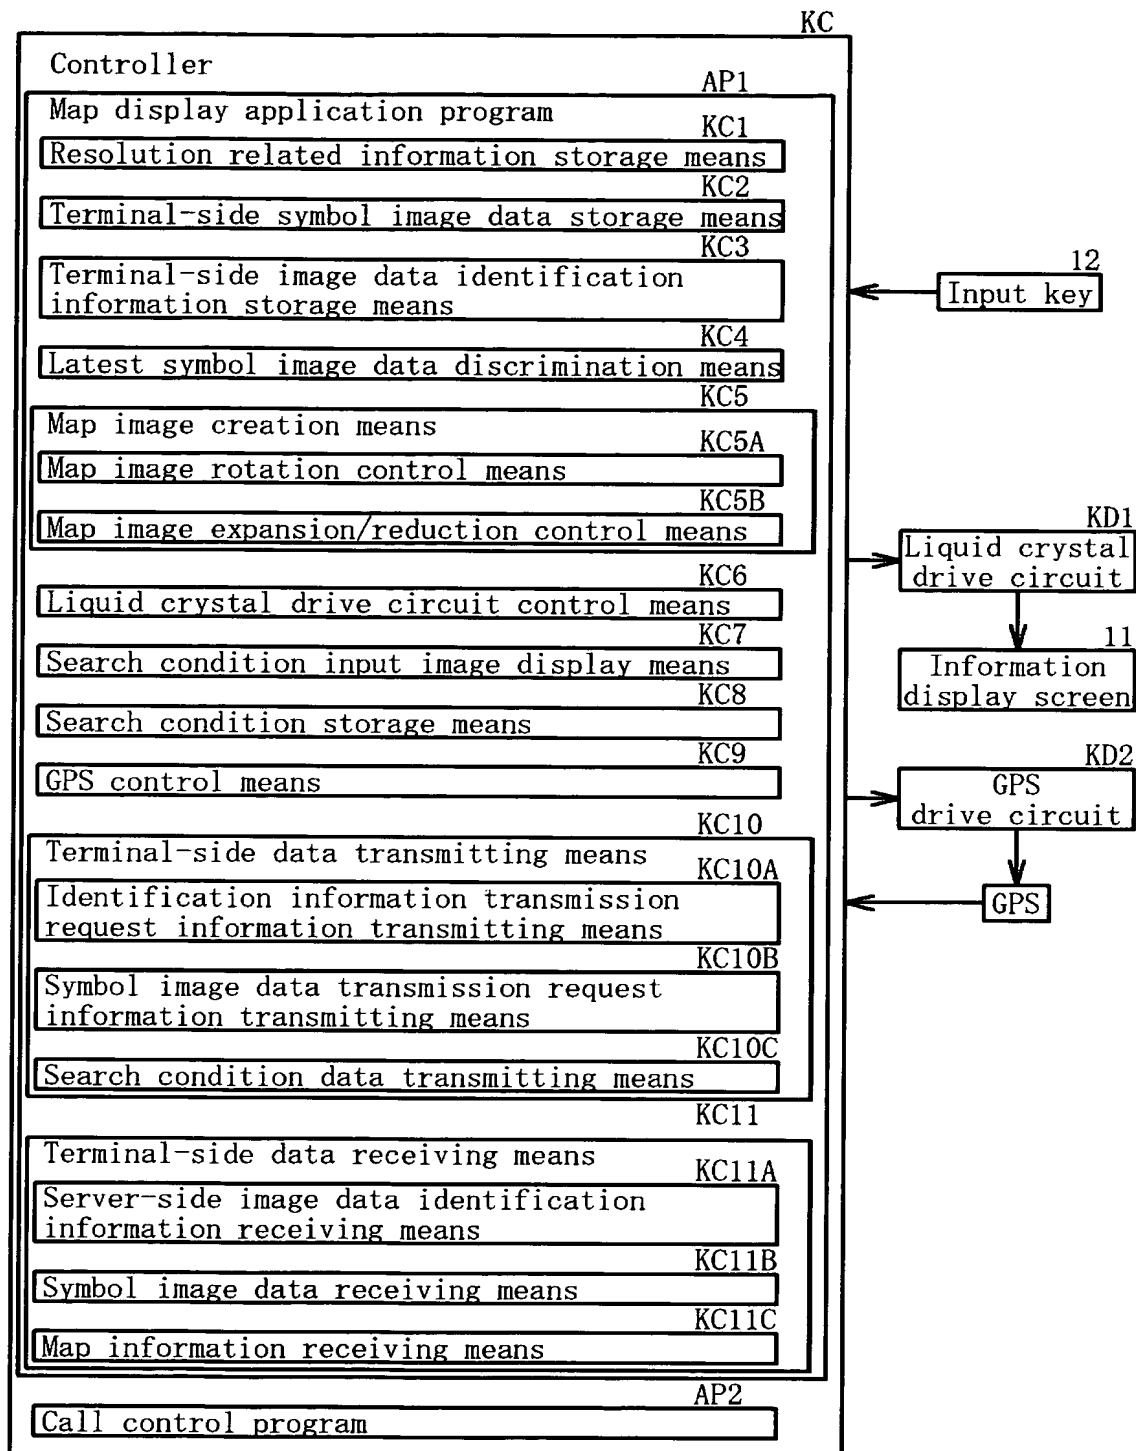 KC
Controller
AP1
Map display application program
KC1
Resolution related information storage means
KC2
Terminal-side symbol image data storage means
KC3
Terminal-side image data identification
information storage means
KC4
Latest symbol image data discrimination means
KC5
Map image creation means
KC5A
Map image rotation control means
KC5B
Map image expansion/reduction control means
KC6
Liquid crystal drive circuit control means
KC7
Search condition input image display means
KC8
Search condition storage means
KC9
GPS control means
KC10
Terminal-side data transmitting means
KC10A
Identification information transmission
request information transmitting means
KC10B
Symbol image data transmission request
information transmitting means
KC10C
Search condition data transmitting means
KC11
Terminal-side data receiving means
KC11A
Server-side image data identification
information receiving means
KC11B
Symbol image data receiving means
KC11C
Map information receiving means
AP2
Call control program
12
Input key
KD1
Liquid crystal
drive circuit
11
Information
display screen
KD2
GPS
drive circuit
GPS